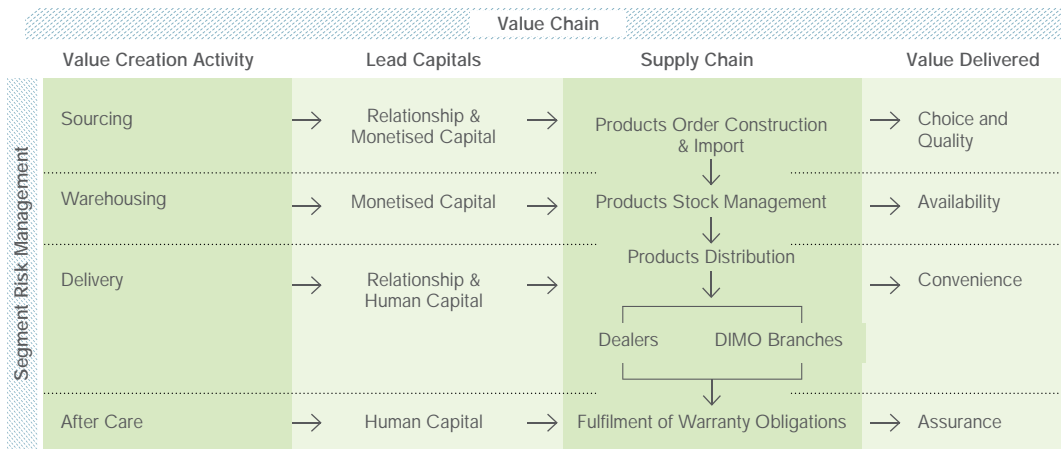 Value Chain
Value Creation Activity
Lead Capitals
Supply Chain
Value Delivered
Segment Risk Management
Sourcing
Relationship &
Monetised Capital
Products Order Construction
& Import
Choice and
Quality
Warehousing
Monetised Capital
Products Stock Management
Availability
Delivery
Relationship &
Human Capital
Products Distribution
Convenience
Dealers
DIMO Branches
After Care
Human Capital
Fulfilment of Warranty Obligations
Assurance